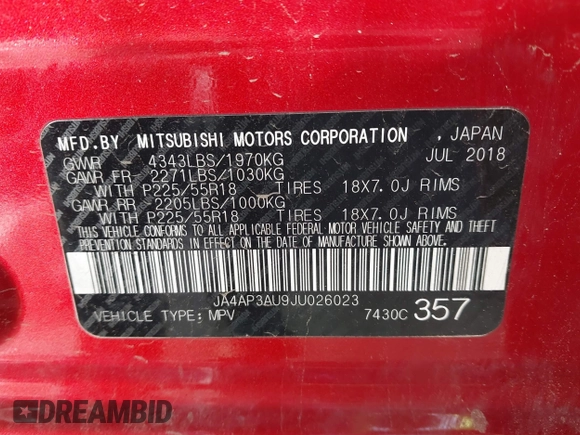 MFD.BY MITSUBISHI MOTORS CORPORATION , JAPAN
GVWR 4343LBS/1970KG JUL 2018
GAWR FR 2271LBS/1030KG
WITH P225/55R18 TIRES 18X7.0J RIMS
GAWR RR 2205LBS/1000KG
WITH P225/55R18 TIRES 18X7.0J RIMS
THIS VEHICLE CONFORMS TO ALL APPLICABLE FEDERAL MOTOR VEHICLE SAFETY AND THEFT
PREVENTION STANDARDS IN EFFECT ON THE DATE OF MANUFACTURE SHOWN ABOVE.
JA4AP3AU9JU026023
VEHICLE TYPE: MPV 7430C 357
DREAMBID